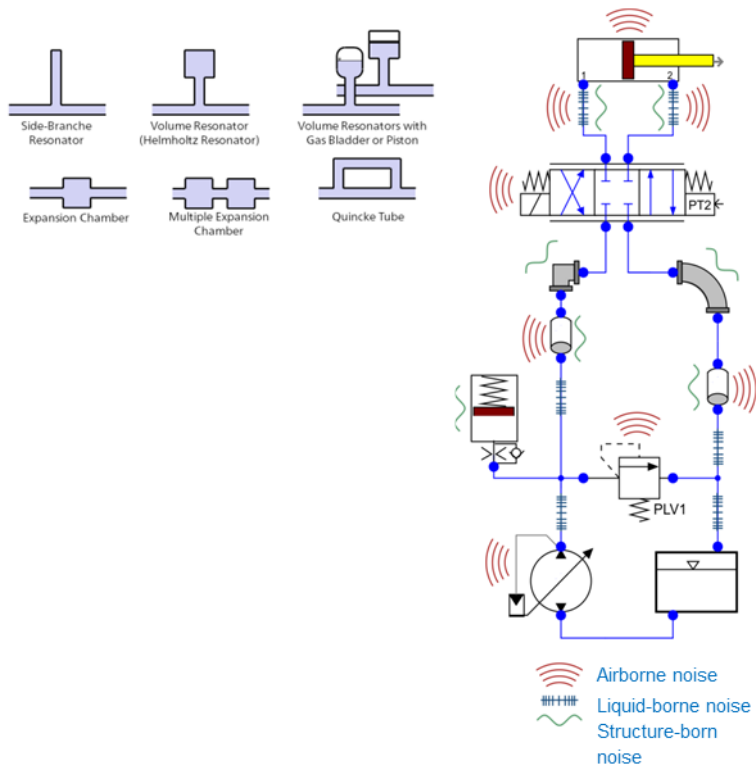 Side-Branche
Resonator
Volume Resonator
(Helmholtz Resonator)
Volume Resonators with
Gas Bladder or Piston
Expansion Chamber
Multiple Expansion
Chamber
Quincke Tube
1
2
PT2
PLV1
Airborne noise
Liquid-borne noise
Structure-born
noise